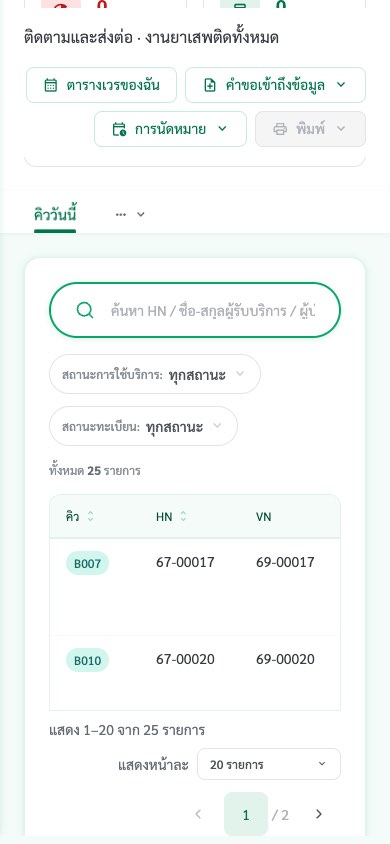 ติดตามและส่งต่อ · งานยาเสพติดทั้งหมด
ตารางเวรของฉัน
คำขอเข้าถึงข้อมูล
การนัดหมาย
พิมพ์
คิววันนี้
ค้นหา HN / ชื่อ-สกุลผู้รับบริการ /
สถานะการใช้บริการ: ทุกสถานะ
สถานะทะเบียน: ทุกสถานะ
ทั้งหมด 25 รายการ
คิว HN VN
B007 67-00017 69-00017
B010 67-00020 69-00020
แสดง 1–20 จาก 25 รายการ
แสดงหน้าละ 20 รายการ
1 / 2